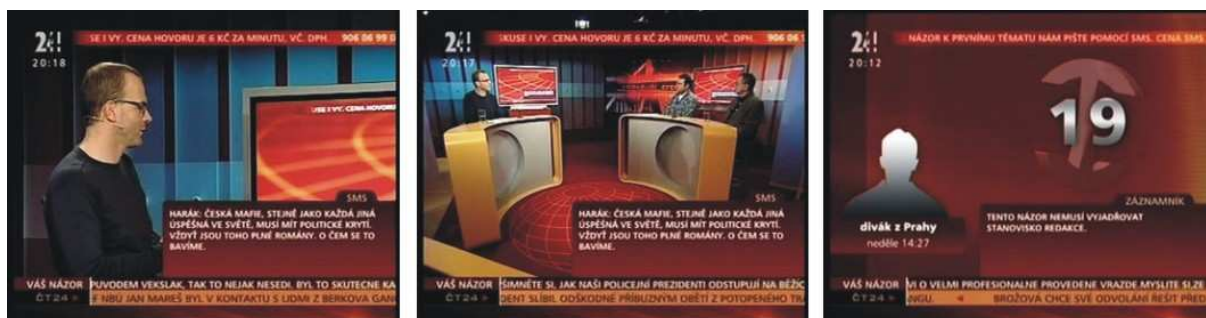 24!
SE I VY. CENA HOVORU JE 6 KČ ZA MINUTU, VČ. DPH. 906 06 99
20:18
USE I VY. CENA HOVORU
SMS
HARÁK: ČESKÁ MAFIE, STEJNĚ JAKO KAŽDÁ JINÁ
ÚSPĚŠNÁ VE SVĚTĚ, MUSÍ MÍT POLITICKÉ KRYTÍ.
VŽDYŤ JSOU TOHO PLNÉ ROMÁNY. O ČEM SE TO
BAVÍME.
VÁŠ NÁZOR PUVODEM VEKSLAK, TAK TO NEJAK NESEDI. BYL TO SKUTECNE KA
ČT24 F NBÚ JAN MAREŠ BYL V KONTAKTU S LIDMI Z BERKOVA GAN
24!
SKUSE I VY. CENA HOVORU JE 6 KČ ZA MINUTU, VČ. DPH. 906 06
20:17
SMS
HARÁK: ČESKÁ MAFIE, STEJNĚ JAKO KAŽDÁ JINÁ
ÚSPĚŠNÁ VE SVĚTĚ, MUSÍ MÍT POLITICKÉ KRYTÍ.
VŽDYŤ JSOU TOHO PLNÉ ROMÁNY. O ČEM SE TO
BAVÍME.
VÁŠ NÁZOR ŠIMNĚTE SI, JAK NAŠI POLICEJNÍ PREZIDENTI ODSTUPUJÍ NA BĚŽÍC
ČT24 DENT SLÍBIL ODŠKODNÉ PŘÍBUZNÝM OBĚTÍ Z POTOPENÉHO
24!
NÁZOR K PRVNÍMU TÉMATU NÁM PIŠTE POMOCÍ SMS. CENA SMS
20:12
19
ZÁZNAMNÍK
TENTO NÁZOR NEMUSÍ VYJADŘOVAT
STANOVISKO REDAKCE.
divák z Prahy
neděle 14:27
VÁŠ NÁZOR VI O VELMI PROFESIONALNE PROVEDENE VRAZDE. MYSLITE SI, ZE
ČT24 NGU. BROŽOVÁ CHCE SVÉ ODVOLÁNÍ ŘEŠIT PŘED